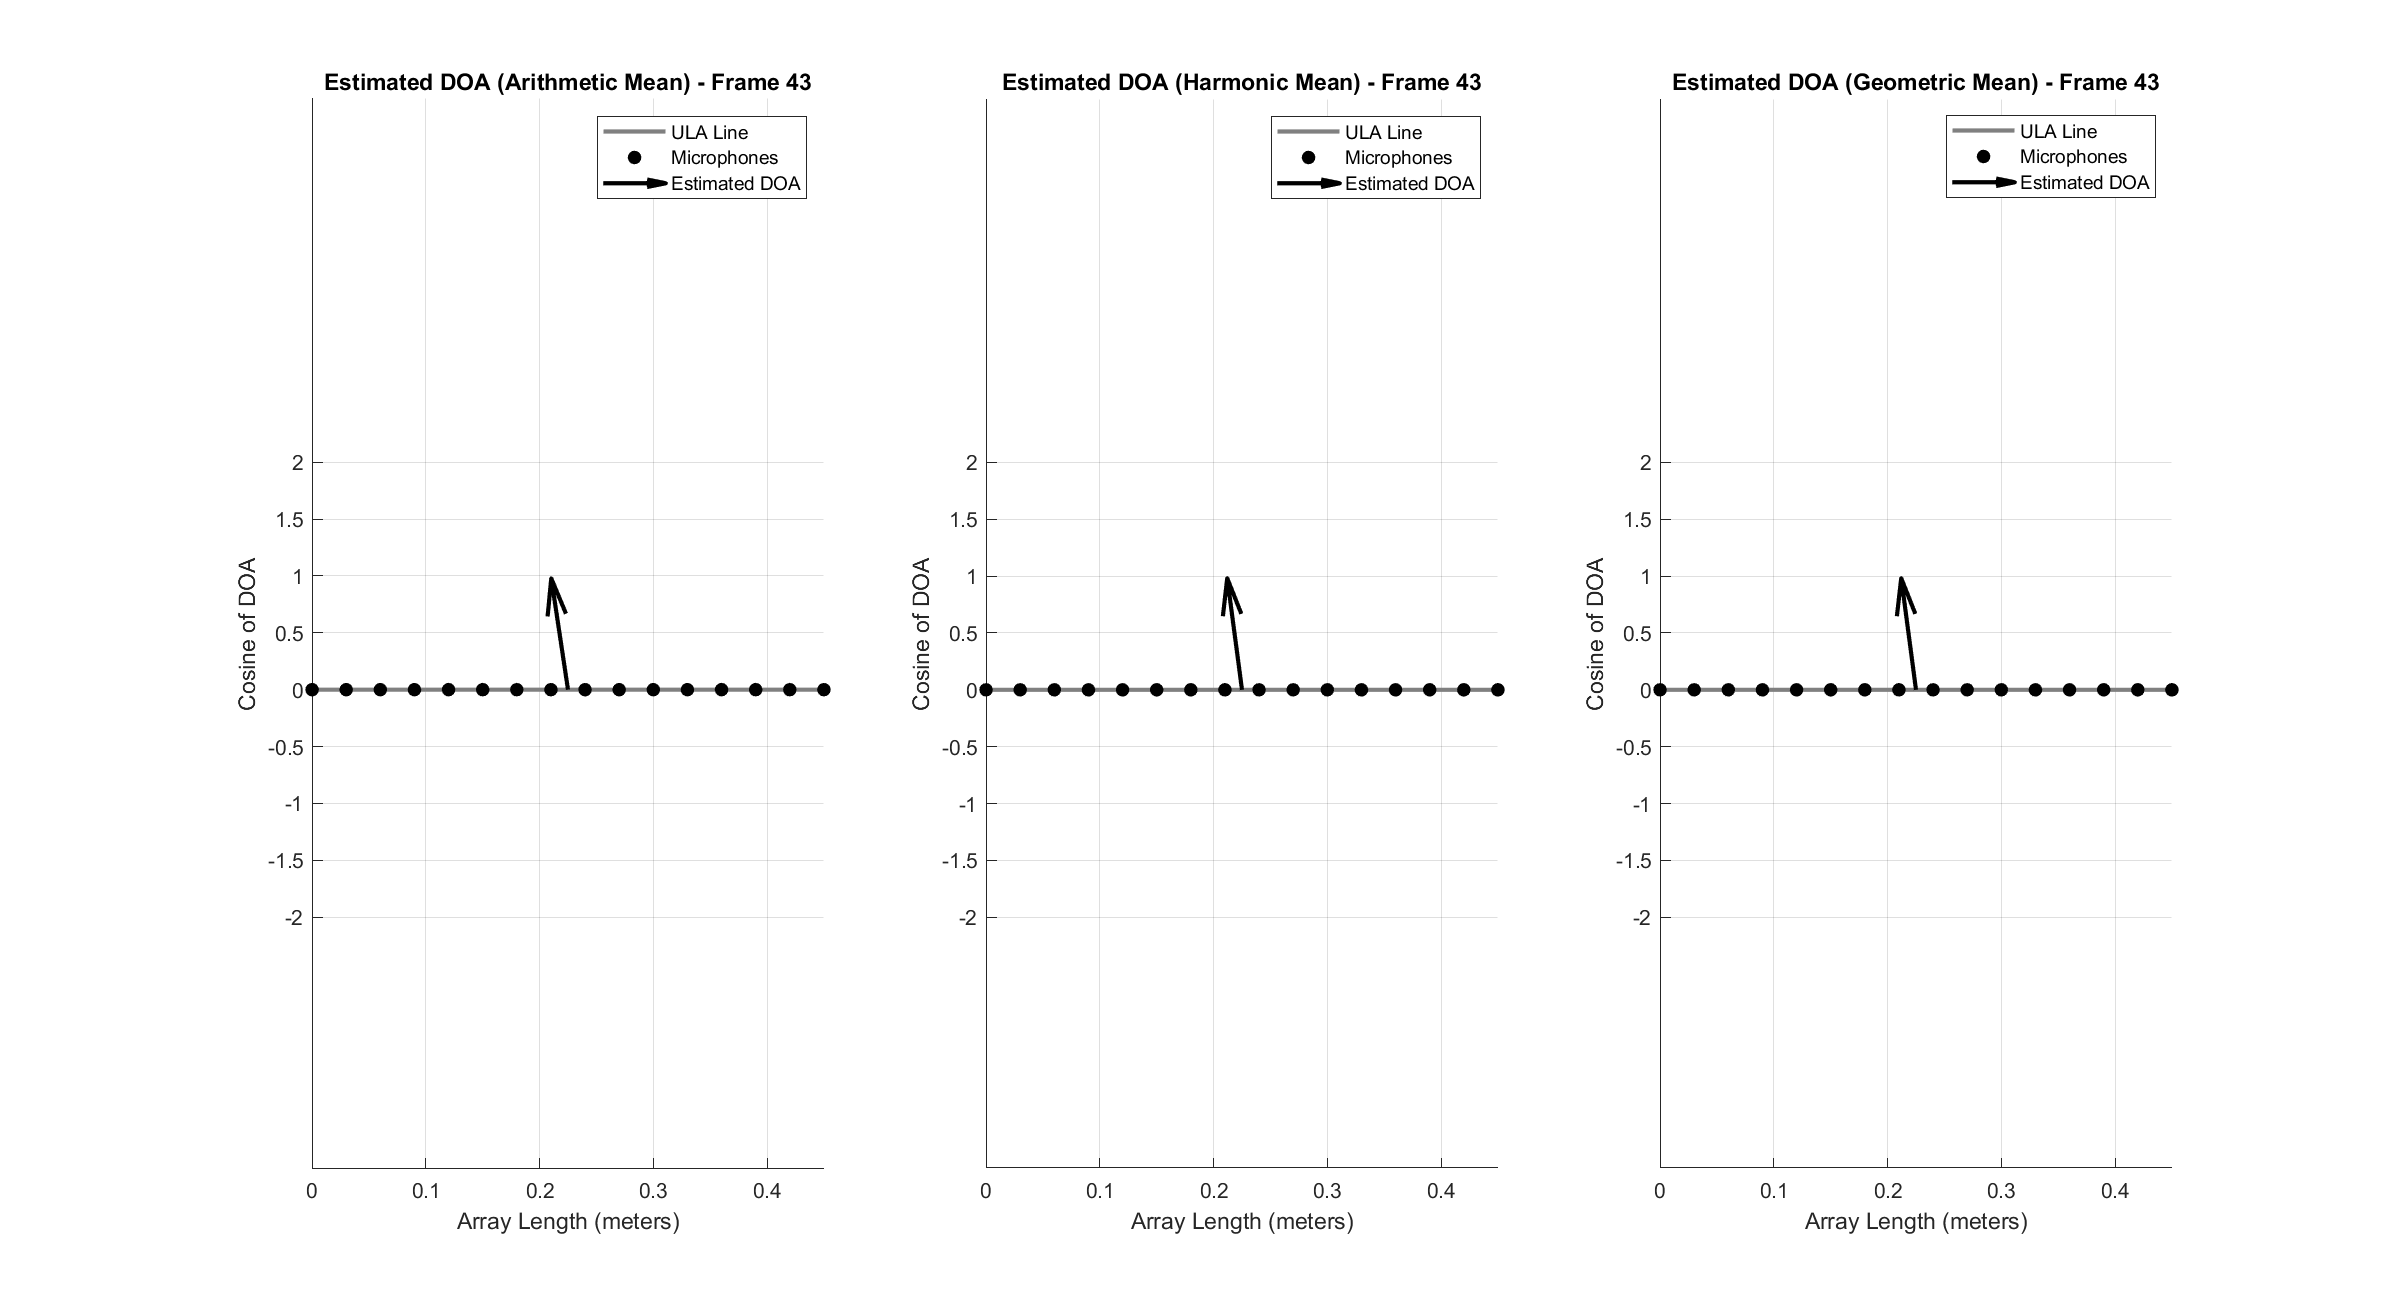 Estimated DOA (Arithmetic Mean) - Frame 43
ULA Line
Microphones
Estimated DOA
Cosine of DOA
2
1.5
1
0.5
0
-0.5
-1
-1.5
-2
0 0.1 0.2 0.3 0.4
Array Length (meters)
Estimated DOA (Harmonic Mean) - Frame 43
ULA Line
Microphones
Estimated DOA
Cosine of DOA
2
1.5
1
0.5
0
-0.5
-1
-1.5
-2
0 0.1 0.2 0.3 0.4
Array Length (meters)
Estimated DOA (Geometric Mean) - Frame 43
ULA Line
Microphones
Estimated DOA
Cosine of DOA
2
1.5
1
0.5
0
-0.5
-1
-1.5
-2
0 0.1 0.2 0.3 0.4
Array Length (meters)